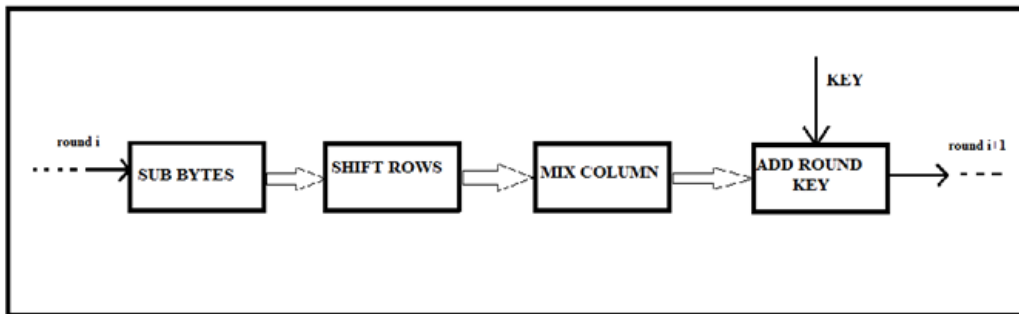 KEY
round i
round i+1
SUB BYTES
SHIFT ROWS
MIX COLUMN
ADD ROUND
KEY